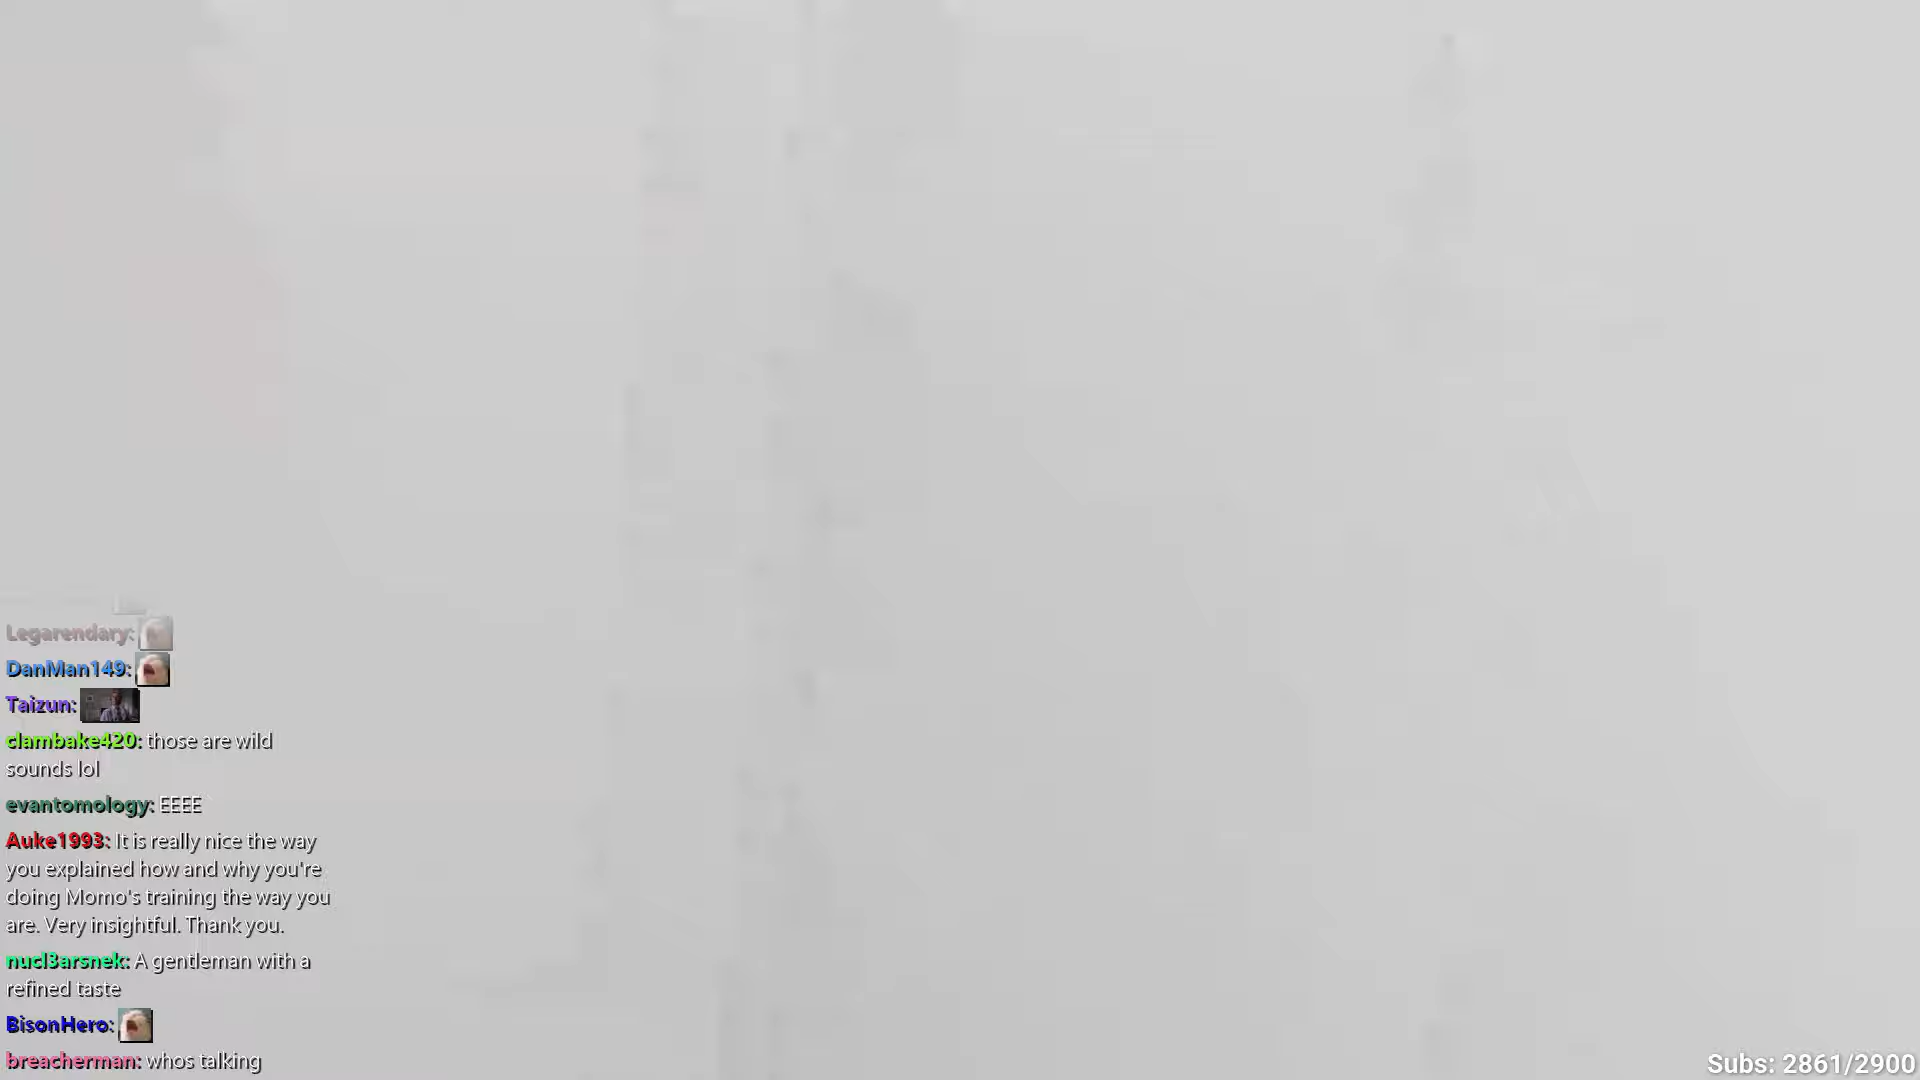 Legarendary:
DanMan149:
Taizun:
clambake420: those are wild
sounds lol
evantomology: EEEE
Auke1993: It is really nice the way
you explained how and why you're
doing Momo's training the way you
are. Very insightful. Thank you.
nucl3arsnek: A gentleman with a
refined taste
BisonHero:
breacherman: whos talking
Subs: 2861/2900